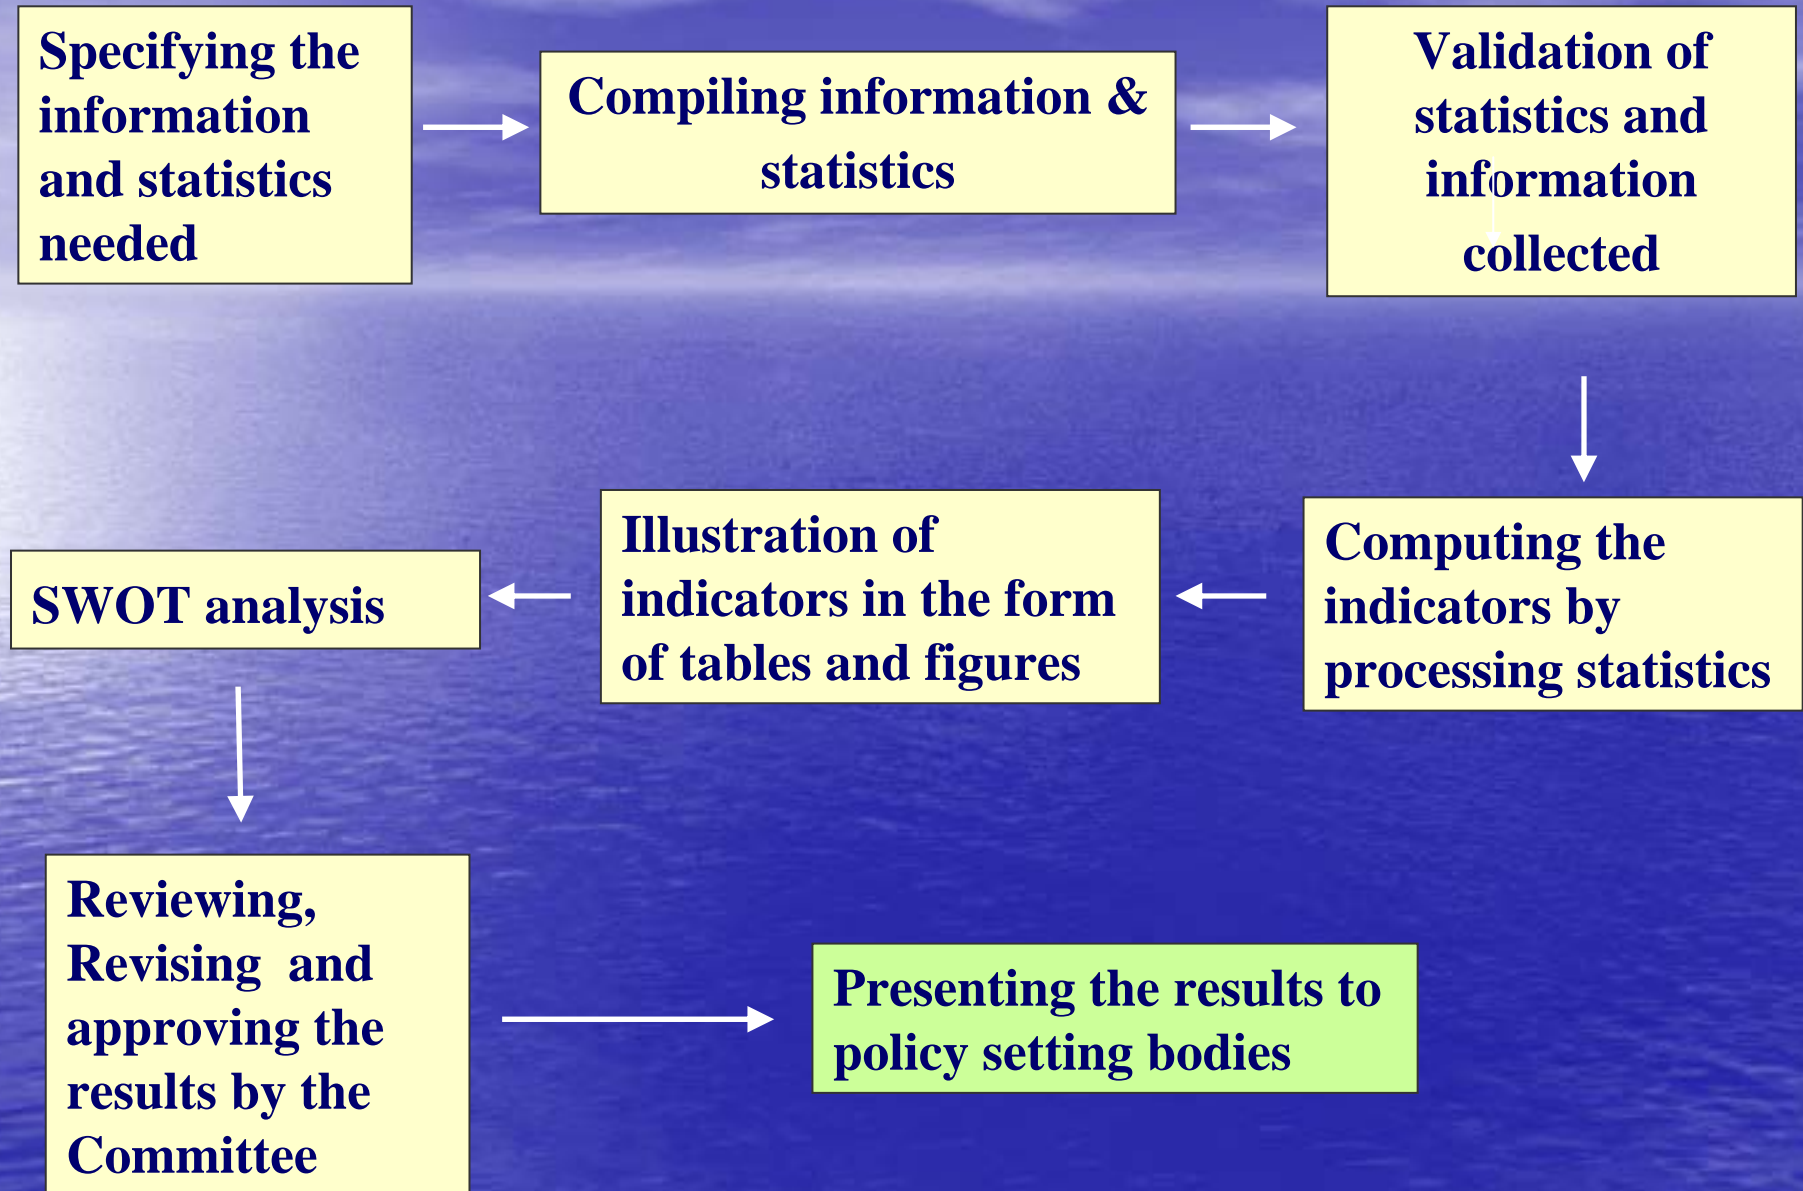 Specifying the
information
and statistics
needed
Compiling information &
statistics
Validation of
statistics and
information
collected
Computing the
indicators by
processing statistics
Illustration of
indicators in the form
of tables and figures
SWOT analysis
Reviewing,
Revising and
approving the
results by the
Committee
Presenting the results to
policy setting bodies